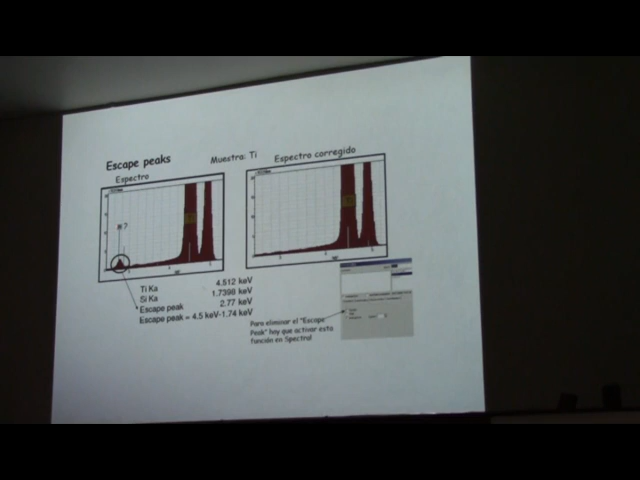 Escape peaks
Muestra: Ti
Espectro corregido
Espectro
Ti Ka 4.512 keV
Si Ka 1.7398 keV
Escape peak 2.77 keV
Escape peak = 4.5 keV-1.74 keV
Para eliminar el "Escape
Peak" hay que activar esta
función en Spectral